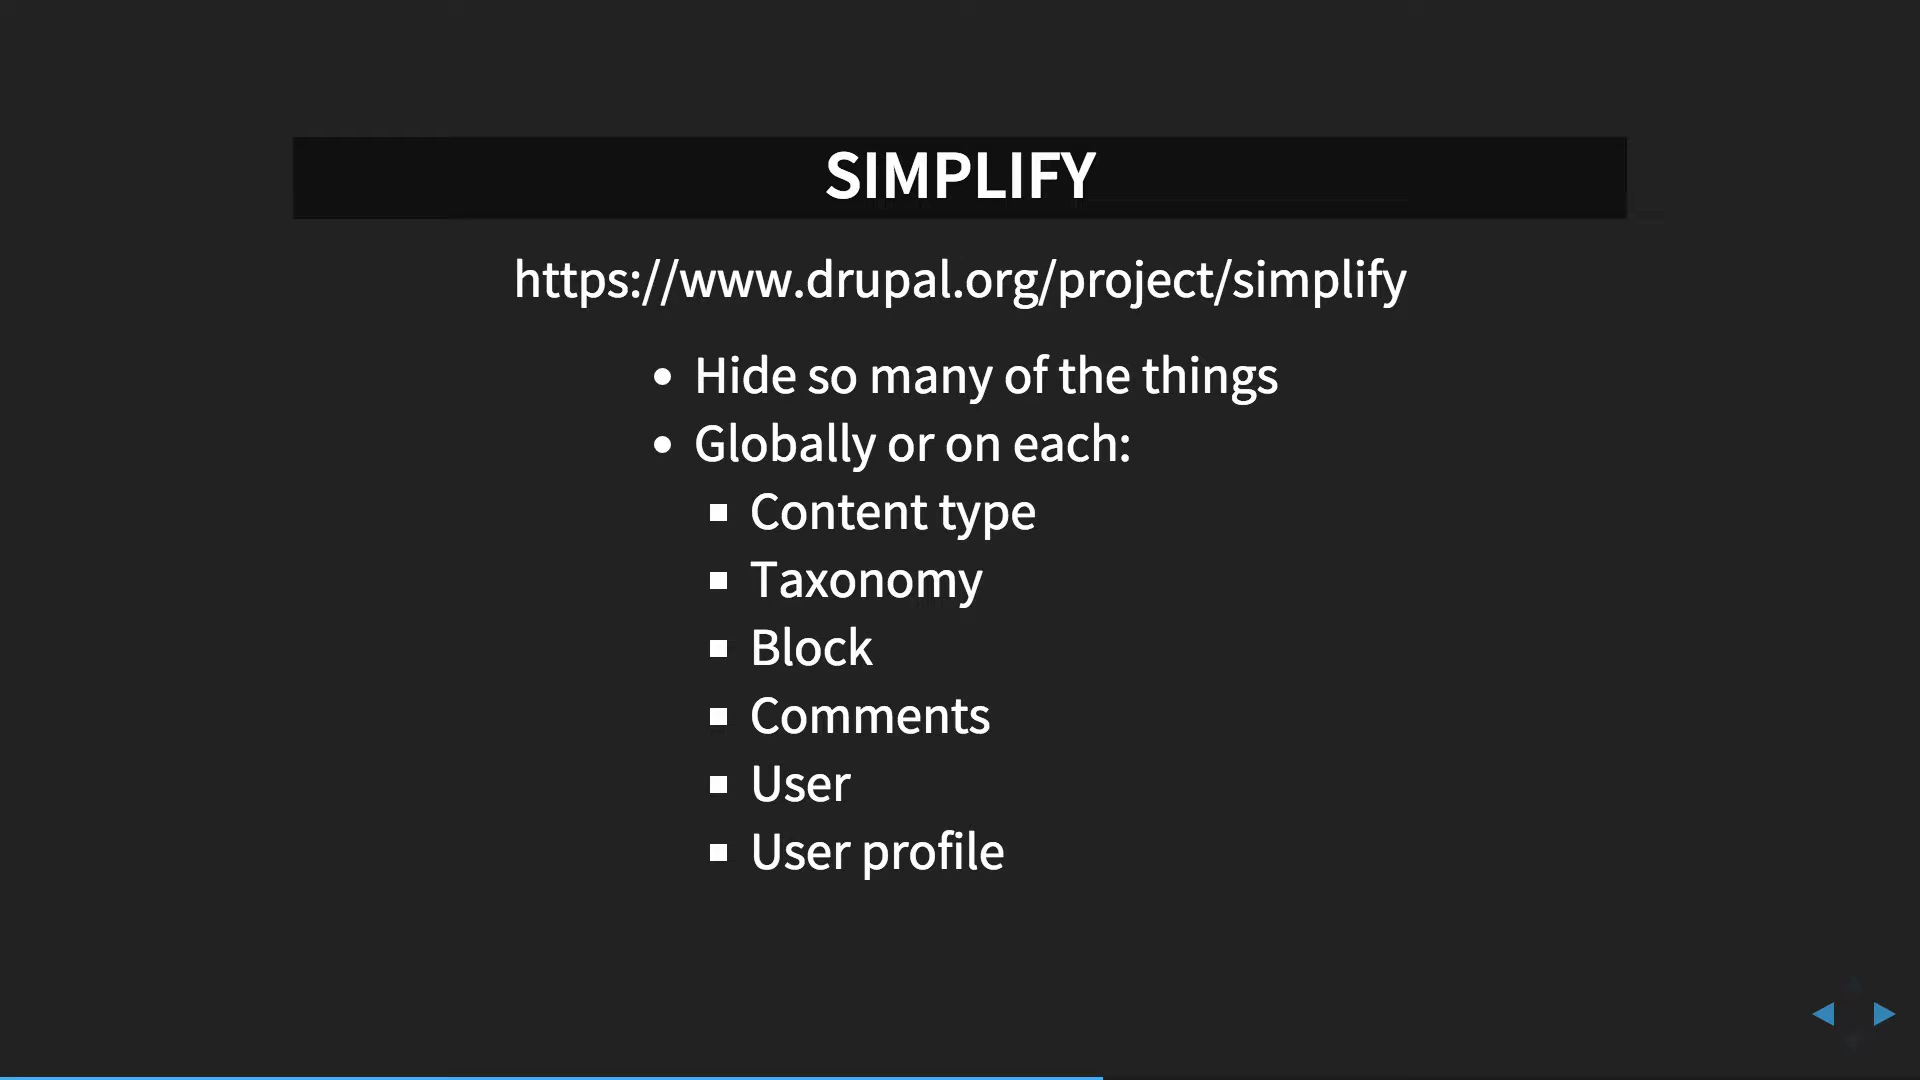 SIMPLIFY
https://www.drupal.org/project/simplify
Hide so many of the things
Globally or on each:
Content type
Taxonomy
Block
Comments
User
User profile